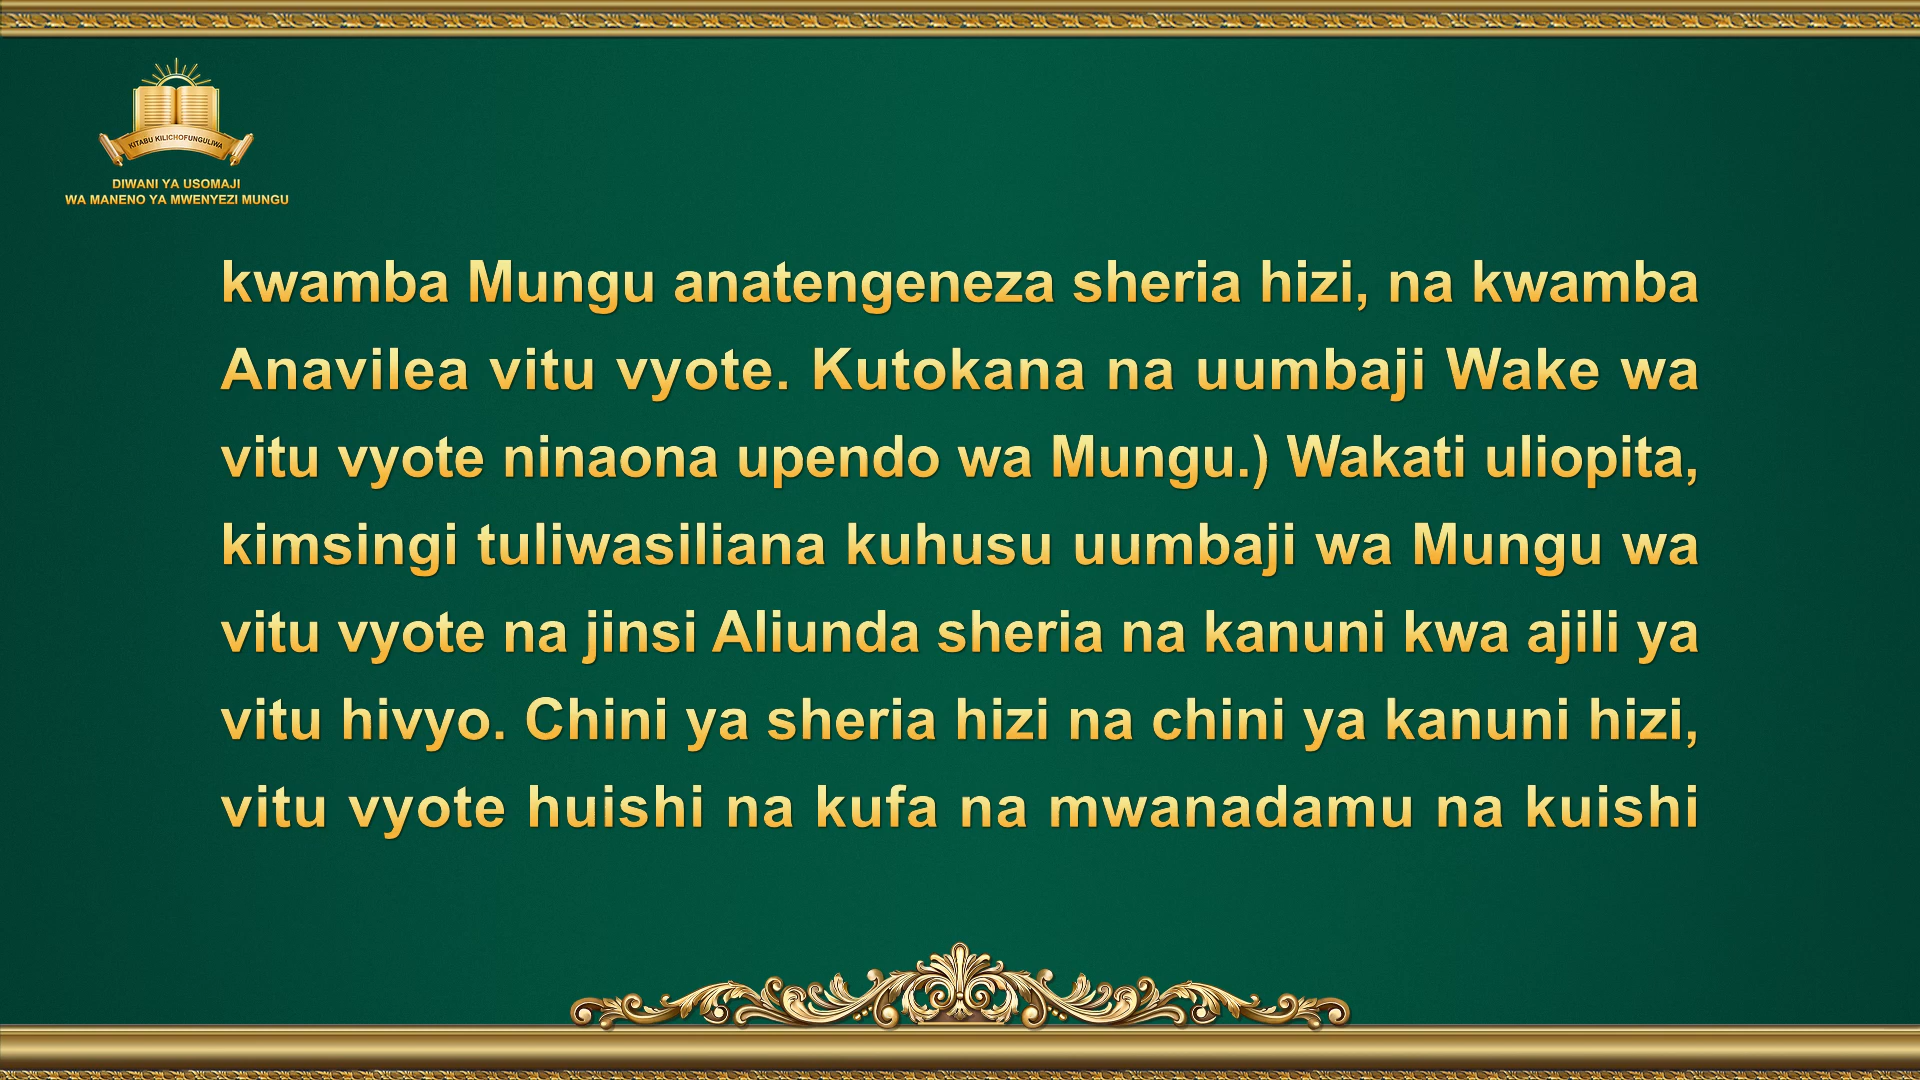 KITABU KILICHOFUNGULIWA
DIWANI YA USOMAJI
WA MANENO YA MWENYEZI MUNGU
kwamba Mungu anatengeneza sheria hizi, na kwamba
Anavilea vitu vyote. Kutokana na uumbaji Wake wa
vitu vyote ninaona upendo wa Mungu.) Wakati uliopita,
kimsingi tuliwasiliana kuhusu uumbaji wa Mungu wa
vitu vyote na jinsi Aliunda sheria na kanuni kwa ajili ya
vitu hivyo. Chini ya sheria hizi na chini ya kanuni hizi,
vitu vyote huishi na kufa na mwanadamu na kuishi